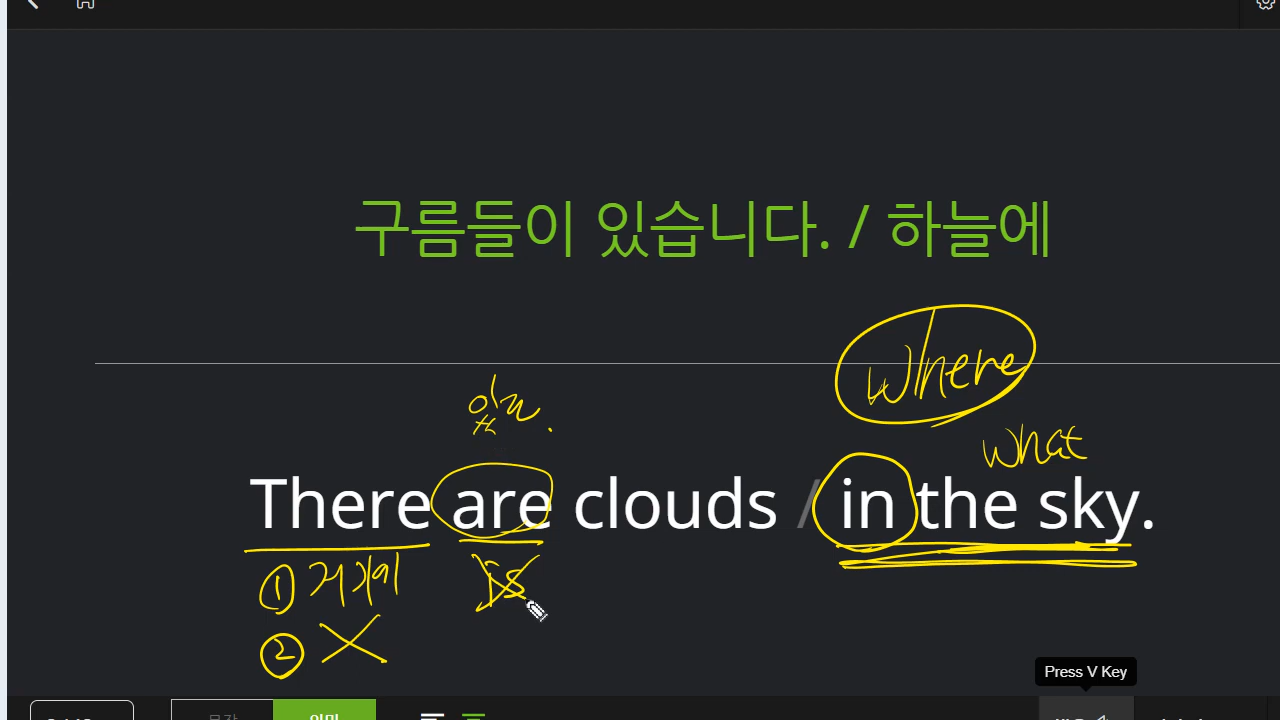 구름들이 있습니다. / 하늘에
where
있다.
what
There are clouds / in the sky.
① 거기에
is
② X
Press V Key